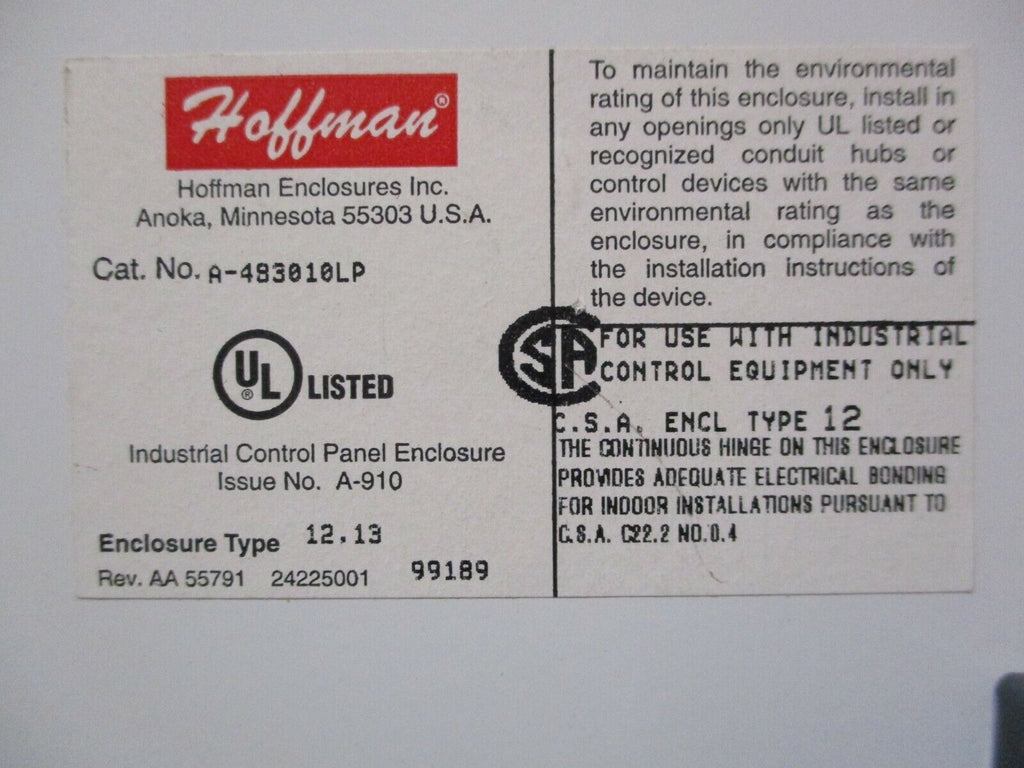 Hoffman®
Hoffman Enclosures Inc.
Anoka, Minnesota 55303 U.S.A.
Cat. No. A-483010LP
UL® LISTED
Industrial Control Panel Enclosure
Issue No. A-910
Enclosure Type 12,13
Rev. AA 55791 24225001 99189
To maintain the environmental
rating of this enclosure, install in
any openings only UL listed or
recognized conduit hubs or
control devices with the same
environmental rating as the
enclosure, in compliance with
the installation instructions of
the device.
CSA
FOR USE WITH INDUSTRIAL
CONTROL EQUIPMENT ONLY
C.S.A. ENCL TYPE 12
THE CONTINUOUS HINGE ON THIS ENCLOSURE
PROVIDES ADEQUATE ELECTRICAL BONDING
FOR INDOOR INSTALLATIONS PURSUANT TO
C.S.A. C22.2 NO.0.4